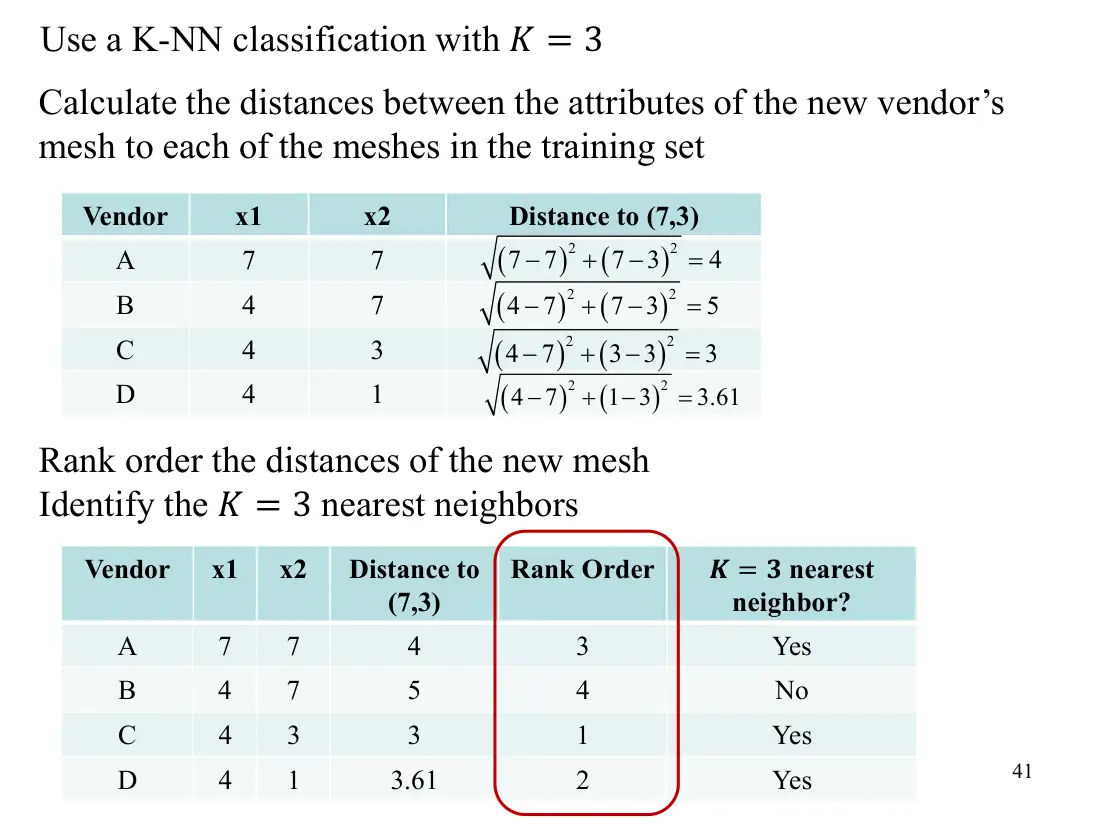 Use a K-NN classification with K = 3
Calculate the distances between the attributes of the new vendor’s
mesh to each of the meshes in the training set
Vendor x1 x2 Distance to (7,3)
A 7 7 √(7−7)²+(7−3)² = 4
B 4 7 √(4−7)²+(7−3)² = 5
C 4 3 √(4−7)²+(3−3)² = 3
D 4 1 √(4−7)²+(1−3)² = 3.61
Rank order the distances of the new mesh
Identify the K = 3 nearest neighbors
Vendor x1 x2 Distance to Rank Order K = 3 nearest
(7,3) neighbor?
A 7 7 4 3 Yes
B 4 7 5 4 No
C 4 3 3 1 Yes
D 4 1 3.61 2 Yes
41